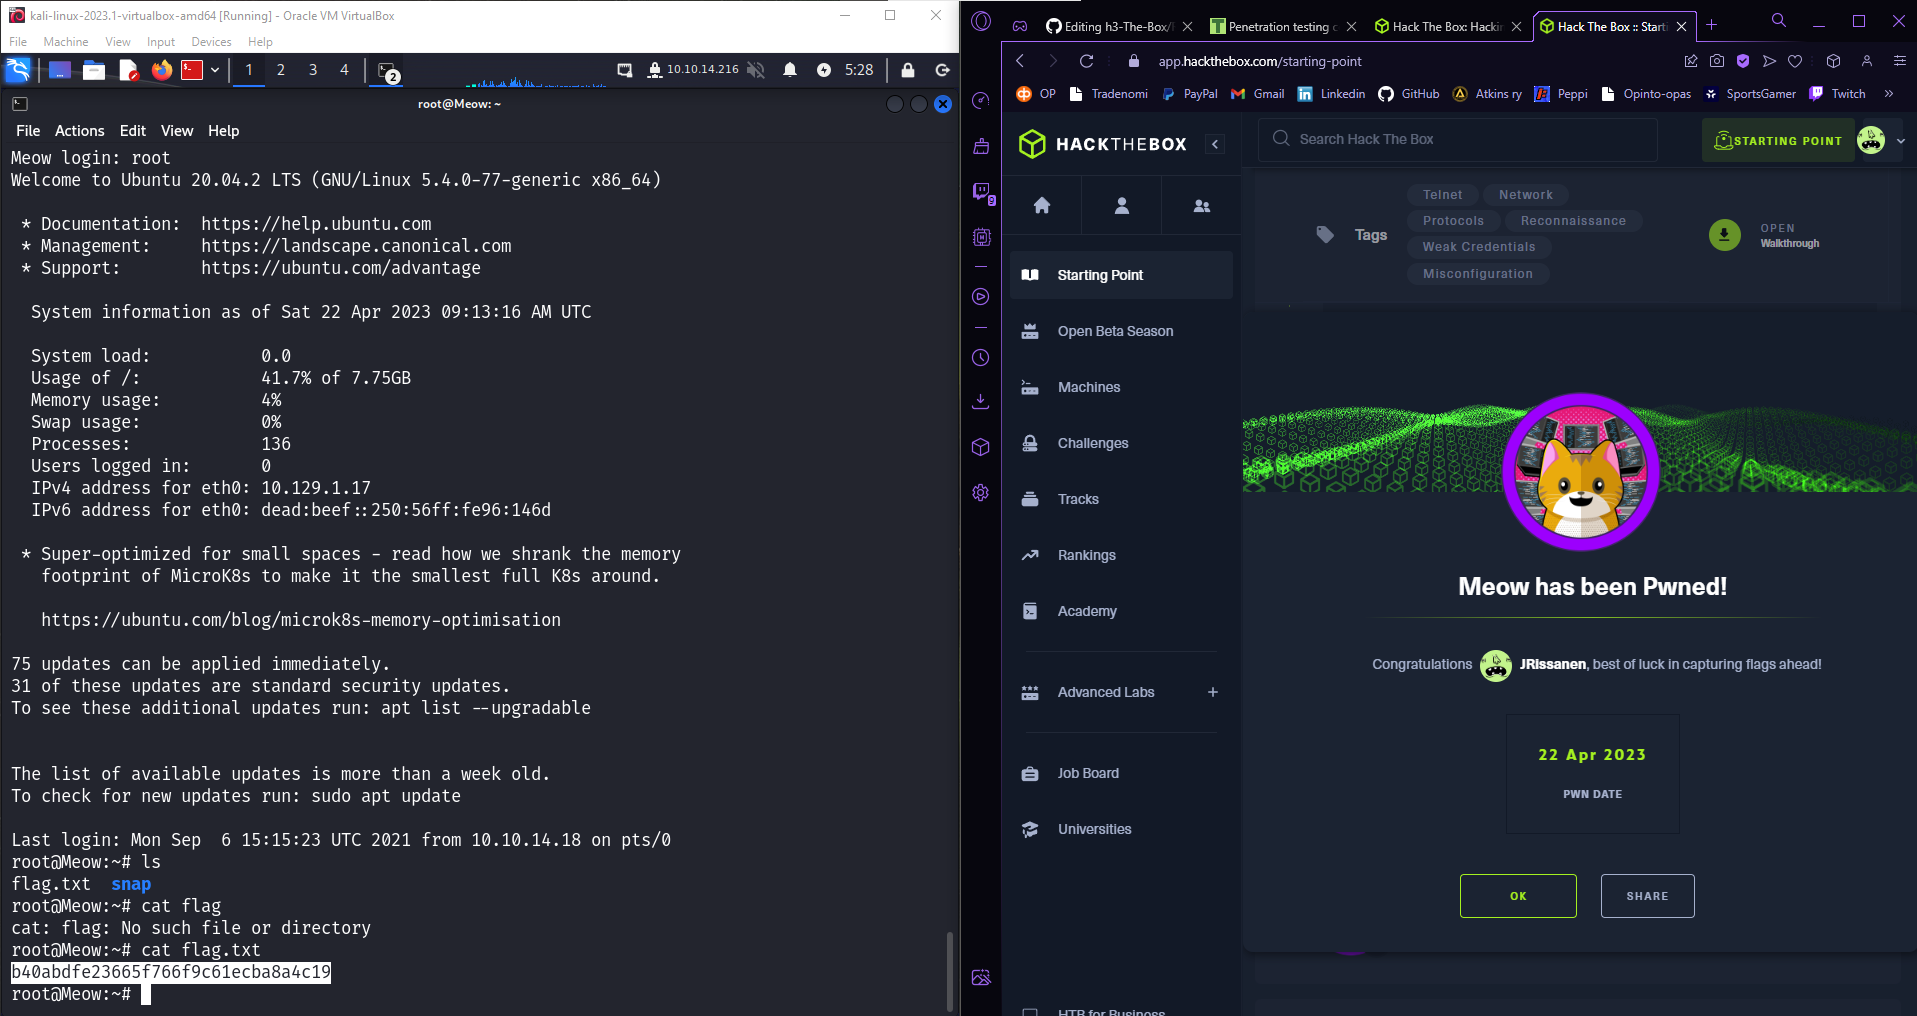 kali-linux-2023.1-virtualbox-amd64 [Running] - Oracle VM VirtualBox
File Machine View Input Devices Help
1 2 3 4 2 10.10.14.216 5:28
root@Meow: ~
File Actions Edit View Help
Meow login: root
Welcome to Ubuntu 20.04.2 LTS (GNU/Linux 5.4.0-77-generic x86_64)
* Documentation: https://help.ubuntu.com
* Management: https://landscape.canonical.com
* Support: https://ubuntu.com/advantage
System information as of Sat 22 Apr 2023 09:13:16 AM UTC
System load: 0.0
Usage of /: 41.7% of 7.75GB
Memory usage: 4%
Swap usage: 0%
Processes: 136
Users logged in: 0
IPv4 address for eth0: 10.129.1.17
IPv6 address for eth0: dead:beef::250:56ff:fe96:146d
* Super-optimized for small spaces - read how we shrank the memory
footprint of MicroK8s to make it the smallest full K8s around.
https://ubuntu.com/blog/microk8s-memory-optimisation
75 updates can be applied immediately.
31 of these updates are standard security updates.
To see these additional updates run: apt list --upgradable
The list of available updates is more than a week old.
To check for new updates run: sudo apt update
Last login: Mon Sep  6 15:15:23 UTC 2021 from 10.10.14.18 on pts/0
root@Meow:~# ls
flag.txt snap
root@Meow:~# cat flag
cat: flag: No such file or directory
root@Meow:~# cat flag.txt
b40abdfe23665f766f9c61ecba8a4c19
root@Meow:~#
Editing h3-The-Box/ Penetration testing c Hack The Box: Hackin Hack The Box :: Starti
app.hackthebox.com/starting-point
OP Tradenomi PayPal Gmail Linkedin GitHub Atkins ry Peppi Opinto-opas SportsGamer Twitch »
HACKTHEBOX
Search Hack The Box
STARTING POINT
Starting Point
Open Beta Season
Machines
Challenges
Tracks
Rankings
Academy
Advanced Labs +
Job Board
Universities
HTB for Business
Tags
Telnet Network
Protocols Reconnaissance
Weak Credentials
Misconfiguration
OPEN
Walkthrough
Meow has been Pwned!
Congratulations JRissanen, best of luck in capturing flags ahead!
22 Apr 2023
PWN DATE
OK SHARE